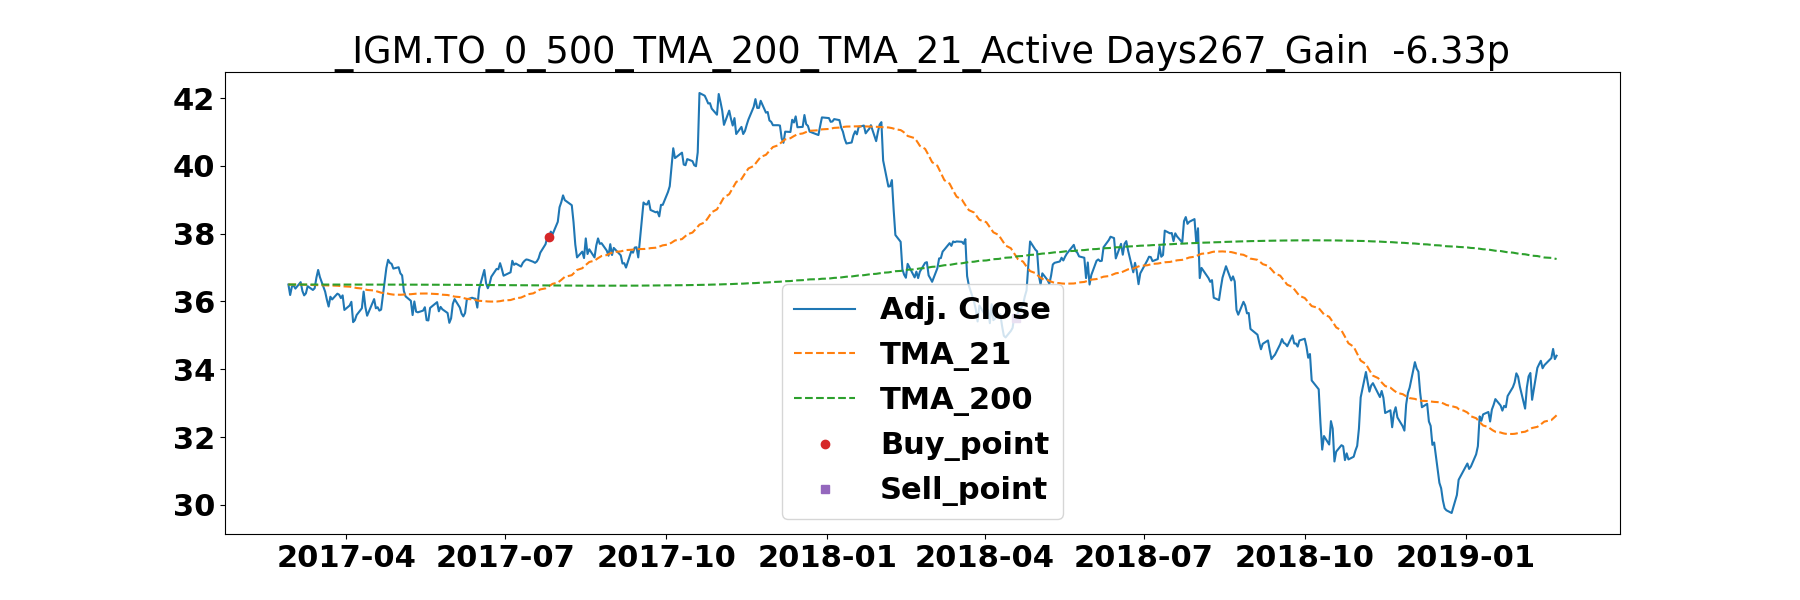 _IGM.TO_0_500_TMA_200_TMA_21_Active Days267_Gain  -6.33p
42
40
38
36
34
32
30
Adj. Close
TMA_21
TMA_200
Buy_point
Sell_point
2017-04 2017-07 2017-10 2018-01 2018-04 2018-07 2018-10 2019-01